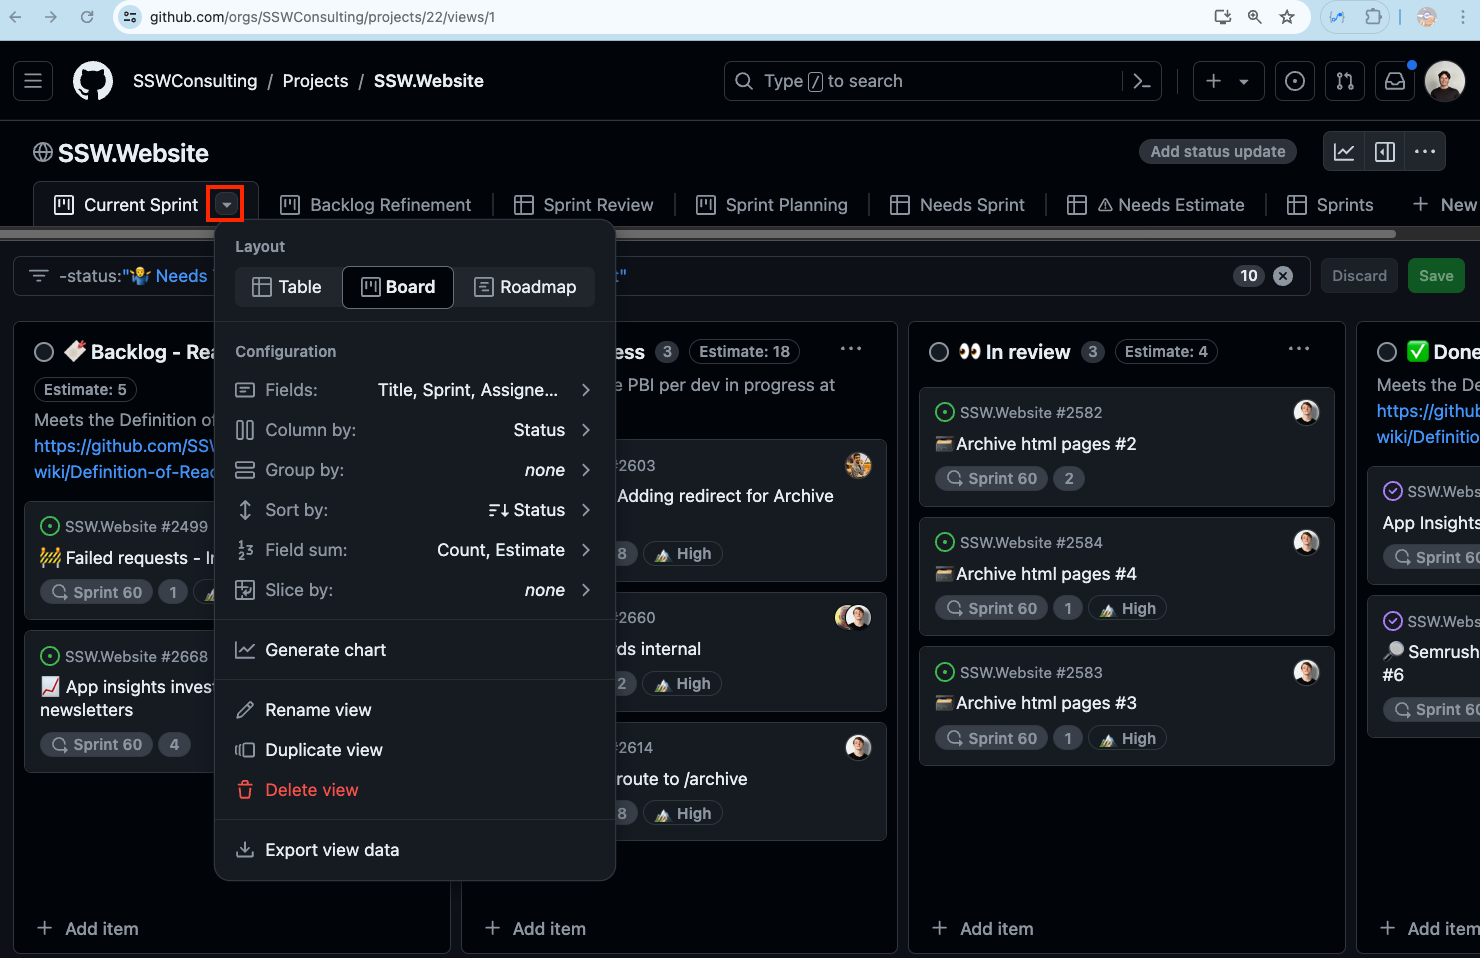 github.com/orgs/SSWConsulting/projects/22/views/1
SSWConsulting / Projects / SSW.Website
Type / to search
SSW.Website
Add status update
Current Sprint
Backlog Refinement
Sprint Review
Sprint Planning
Needs Sprint
⚠ Needs Estimate
Sprints
+ New
-status:"🤷‍♂️ Needs
"
10
Discard
Save
Layout
Table
Board
Roadmap
Configuration
Fields: Title, Sprint, Assigne...
Column by: Status
Group by: none
Sort by: Status
Field sum: Count, Estimate
Slice by: none
Generate chart
Rename view
Duplicate view
Delete view
Export view data
Backlog - Rea
Estimate: 5
Meets the Definition of
https://github.com/SSW
wiki/Definition-of-Read
SSW.Website #2499
🚧 Failed requests - I
Sprint 60
1
SSW.Website #2668
📈 App insights invest
newsletters
Sprint 60
4
+ Add item
ess
3
Estimate: 18
PBI per dev in progress at
#2603
Adding redirect for Archive
8
High
#2660
ds internal
2
High
#2614
route to /archive
8
High
+ Add item
👀 In review
3
Estimate: 4
SSW.Website #2582
Archive html pages #2
Sprint 60
2
SSW.Website #2584
Archive html pages #4
Sprint 60
1
High
SSW.Website #2583
Archive html pages #3
Sprint 60
1
High
+ Add item
✅ Done
Meets the De
https://githu
wiki/Definitio
SSW.Webs
App Insights
Sprint 60
SSW.Webs
🔎 Semrush
#6
Sprint 60
+ Add item